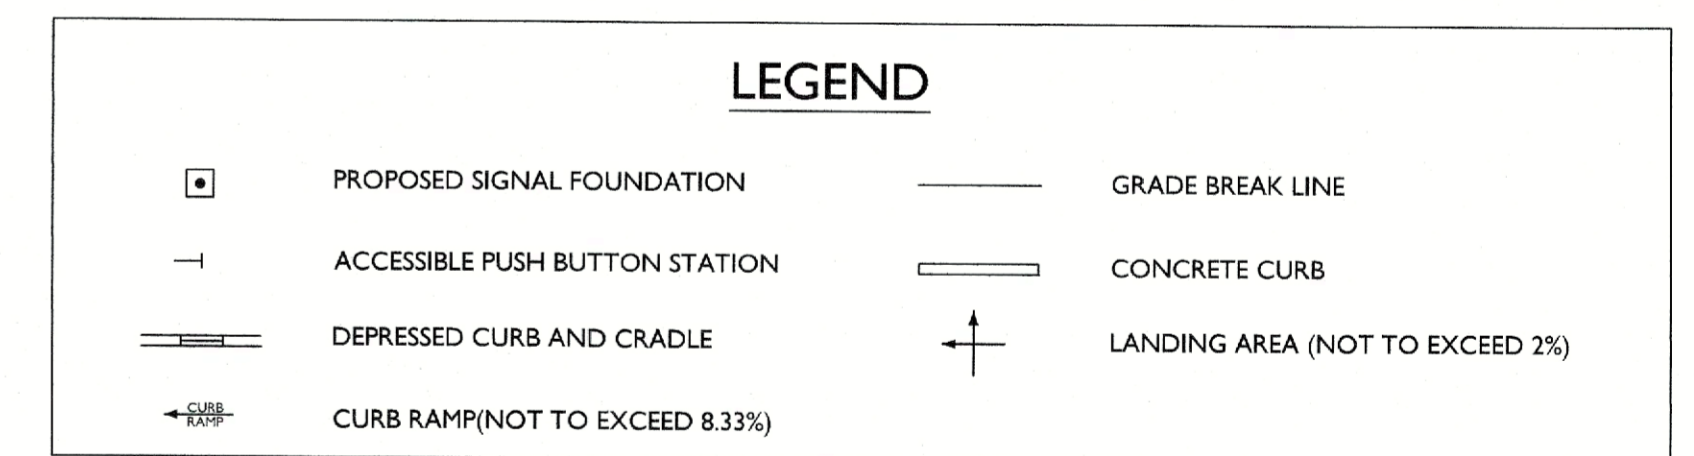 LEGEND
PROPOSED SIGNAL FOUNDATION
GRADE BREAK LINE
ACCESSIBLE PUSH BUTTON STATION
CONCRETE CURB
DEPRESSED CURB AND CRADLE
LANDING AREA (NOT TO EXCEED 2%)
CURB
RAMP
CURB RAMP(NOT TO EXCEED 8.33%)